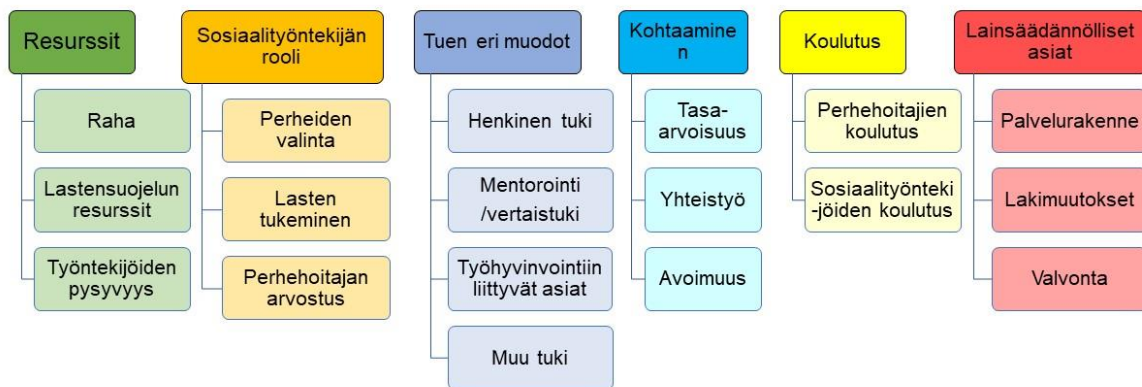 Resurssit
Raha
Lastensuojelun
resurssit
Työntekijöiden
pysyvyys
Sosiaalityöntekijän
rooli
Perheiden
valinta
Lasten
tukeminen
Perhehoitajan
arvostus
Tuen eri muodot
Henkinen tuki
Mentorointi
/vertaistuki
Työhyvinvointiin
liittyvät asiat
Muu tuki
Kohtaamine
n
Tasa-
arvoisuus
Yhteistyö
Avoimuus
Koulutus
Perhehoitajien
koulutus
Sosiaalityönteki
-jöiden koulutus
Lainsäädännölliset
asiat
Palvelurakenne
Lakimuutokset
Valvonta